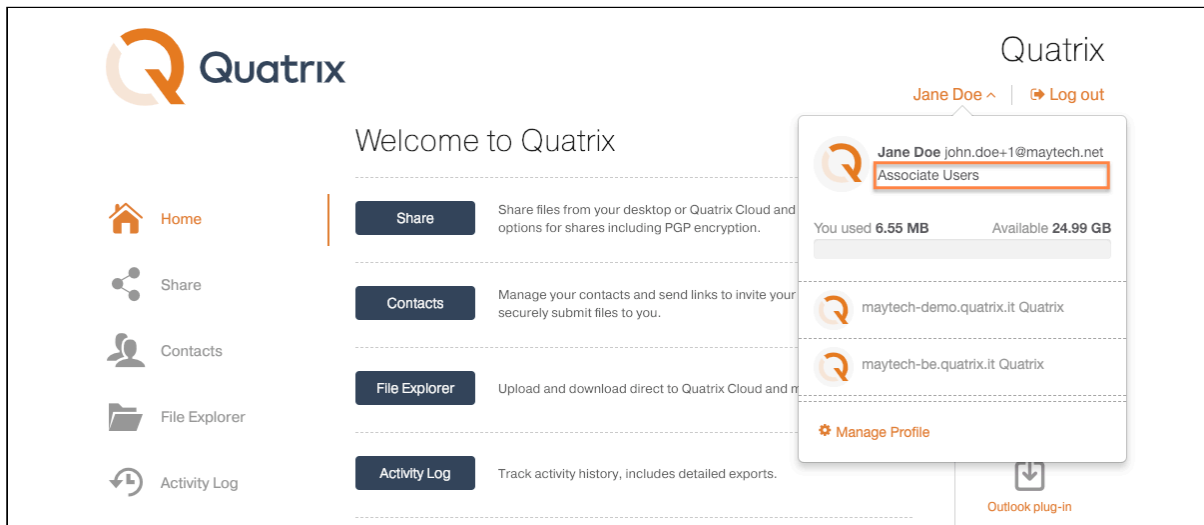 Quatrix
Quatrix
Jane Doe
Log out
Welcome to Quatrix
Jane Doe john.doe+1@maytech.net
Associate Users
You used 6.55 MB
Available 24.99 GB
maytech-demo.quatrix.it Quatrix
maytech-be.quatrix.it Quatrix
Manage Profile
Home
Share
Contacts
File Explorer
Activity Log
Share
Share files from your desktop or Quatrix Cloud and
options for shares including PGP encryption.
Contacts
Manage your contacts and send links to invite your
securely submit files to you.
File Explorer
Upload and download direct to Quatrix Cloud and m
Activity Log
Track activity history, includes detailed exports.
Outlook plug-in